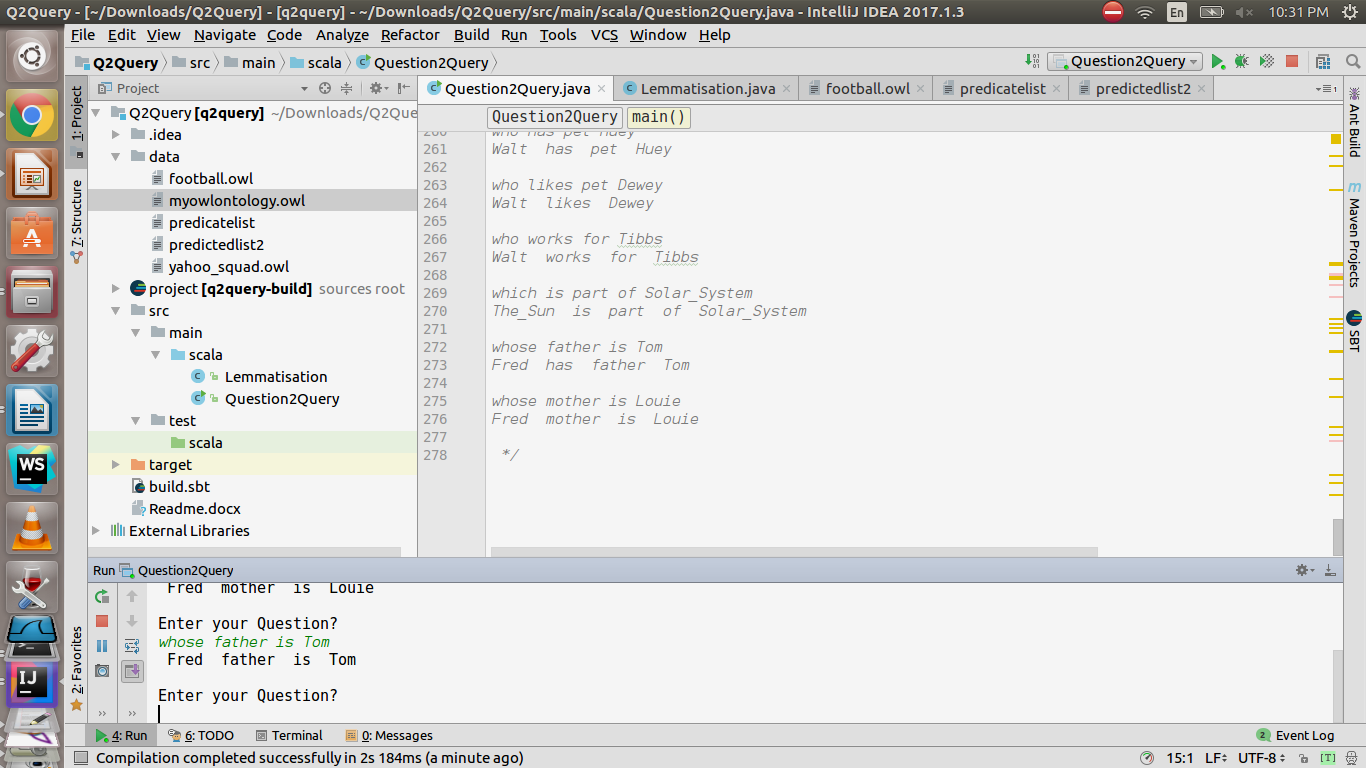 Q2Query - [~/Downloads/Q2Query] - [q2query] - ~/Downloads/Q2Query/src/main/scala/Question2Query.java - IntelliJ IDEA 2017.1.3
En
10:31 PM
File Edit View Navigate Code Analyze Refactor Build Run Tools VCS Window Help
Q2Query src main scala Question2Query
Question2Query
Project
Question2Query.java Lemmatisation.java football.owl predicatelist predictedlist2
1: Project
7: Structure
2: Favorites
Q2Query [q2query] ~/Downloads/Q2Que
.idea
data
football.owl
myowlontology.owl
predicatelist
predictedlist2
yahoo_squad.owl
project [q2query-build] sources root
src
main
scala
Lemmatisation
Question2Query
test
scala
target
build.sbt
Readme.docx
External Libraries
Question2Query main()
260 who has pet Huey
261 Walt has pet Huey
262
263 who likes pet Dewey
264 Walt likes Dewey
265
266 who works for Tibbs
267 Walt works for Tibbs
268
269 which is part of Solar_System
270 The_Sun is part of Solar_System
271
272 whose father is Tom
273 Fred has father Tom
274
275 whose mother is Louie
276 Fred mother is Louie
277
278 */
Ant Build
Maven Projects
SBT
Run Question2Query
Fred mother is Louie
Enter your Question?
whose father is Tom
Fred father is Tom
Enter your Question?
WS
IJ
4: Run 6: TODO Terminal 0: Messages 2 Event Log
Compilation completed successfully in 2s 184ms (a minute ago) 15:1 LF UTF-8 [T]